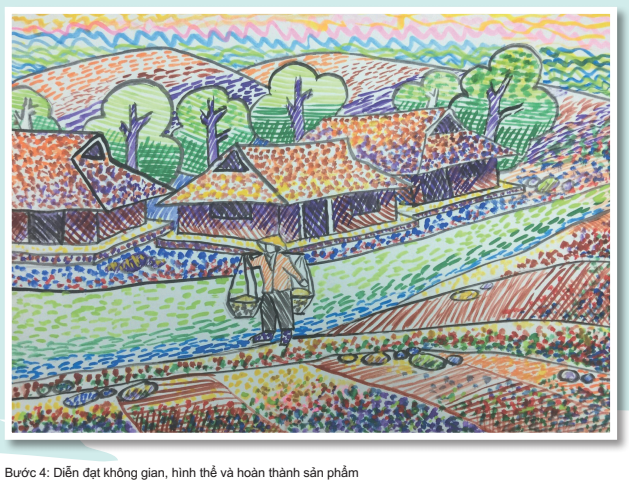 Bước 4: Diễn đạt không gian, hình thể và hoàn thành sản phẩm